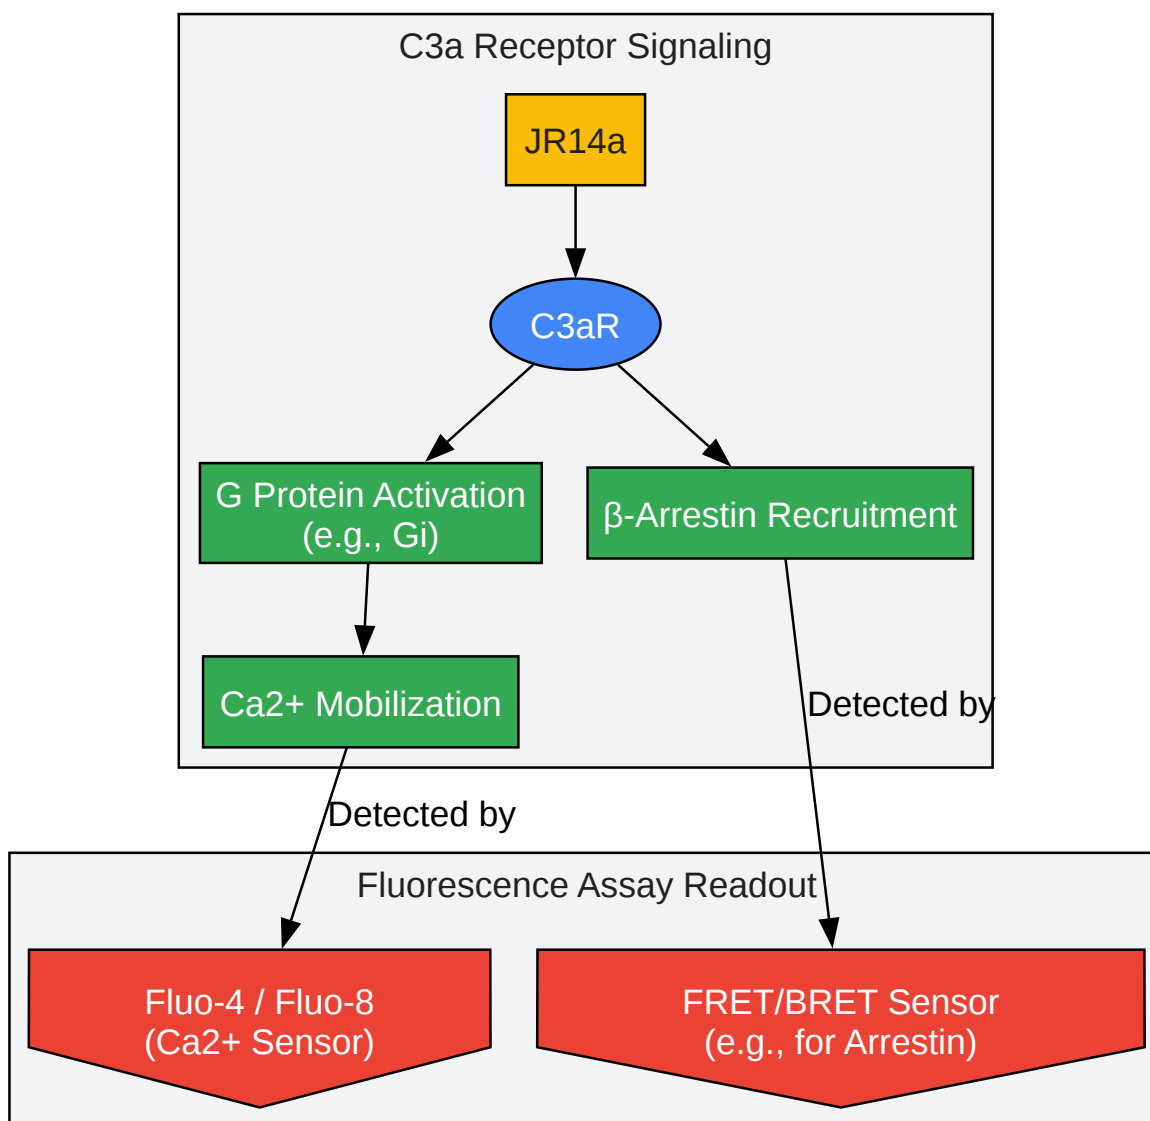 C3a Receptor Signaling
JR14a
C3aR
G Protein Activation
(e.g., Gi)
β-Arrestin Recruitment
Ca2+ Mobilization
Detected by
Detected by
Fluorescence Assay Readout
Fluo-4 / Fluo-8
(Ca2+ Sensor)
FRET/BRET Sensor
(e.g., for Arrestin)